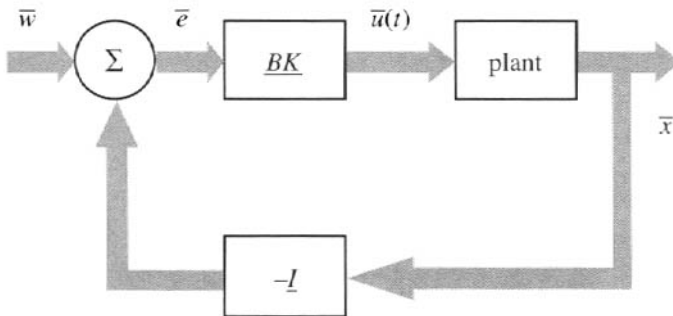 w̅ e̅ u̅(t)
Σ BK plant
x̅
–I